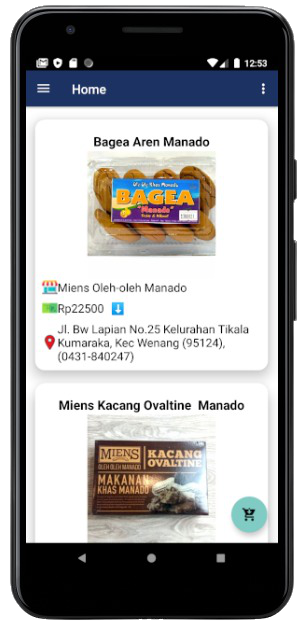 12:53
Home
Bagea Aren Manado
BAGEA
"Manado"
Miens Oleh-oleh Manado
Rp22500
Jl. Bw Lapian No.25 Kelurahan Tikala
Kumaraka, Kec Wenang (95124),
(0431-840247)
Miens Kacang Ovaltine Manado
MIENS
OLEH OLEH MANADO
KACANG
OVALTINE
MAKANAN
KHAS MANADO